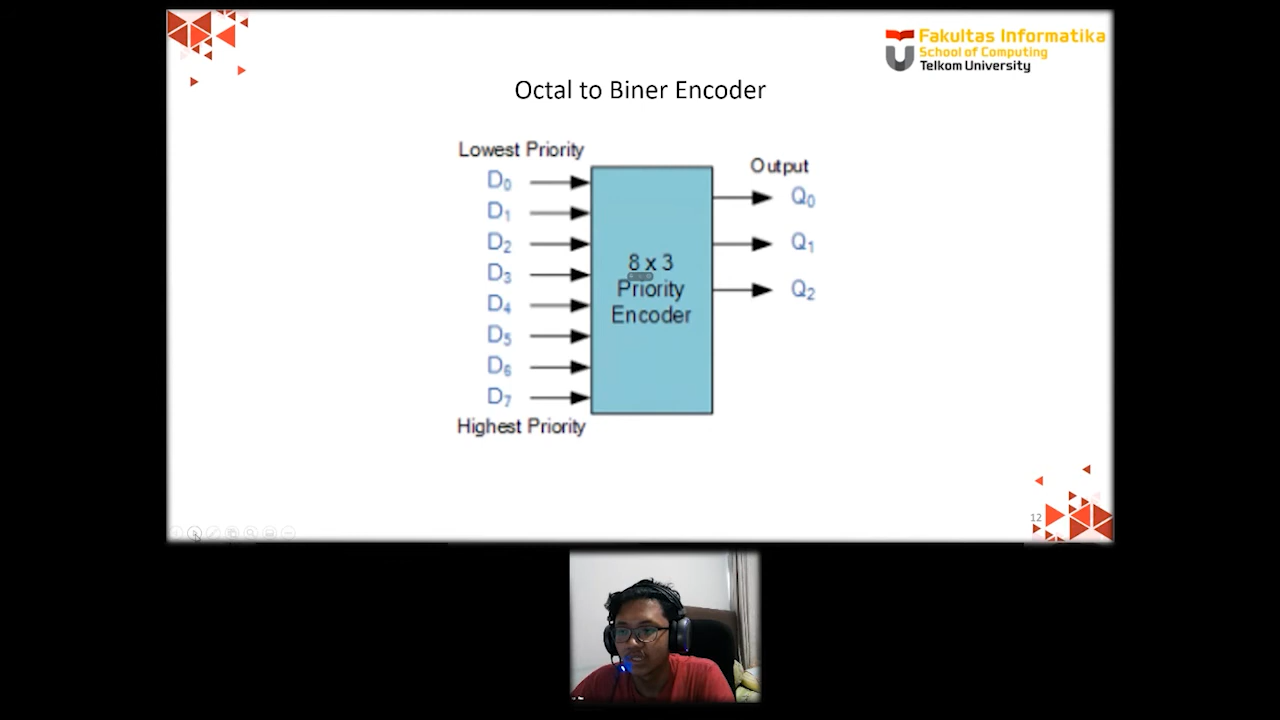 Fakultas Informatika
School of Computing
Telkom University
Octal to Biner Encoder
Lowest Priority
D0
D1
D2
D3
D4
D5
D6
D7
Highest Priority
8 x 3
Priority
Encoder
Output
Q0
Q1
Q2
12